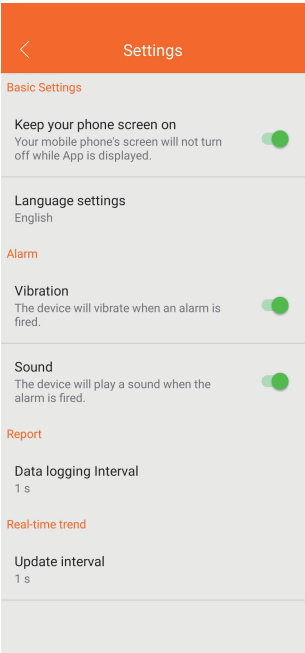 Settings
Basic Settings
Keep your phone screen on
Your mobile phone's screen will not turn
off while App is displayed.
Language settings
English
Alarm
Vibration
The device will vibrate when an alarm is
fired.
Sound
The device will play a sound when the
alarm is fired.
Report
Data logging Interval
1 s
Real-time trend
Update interval
1 s